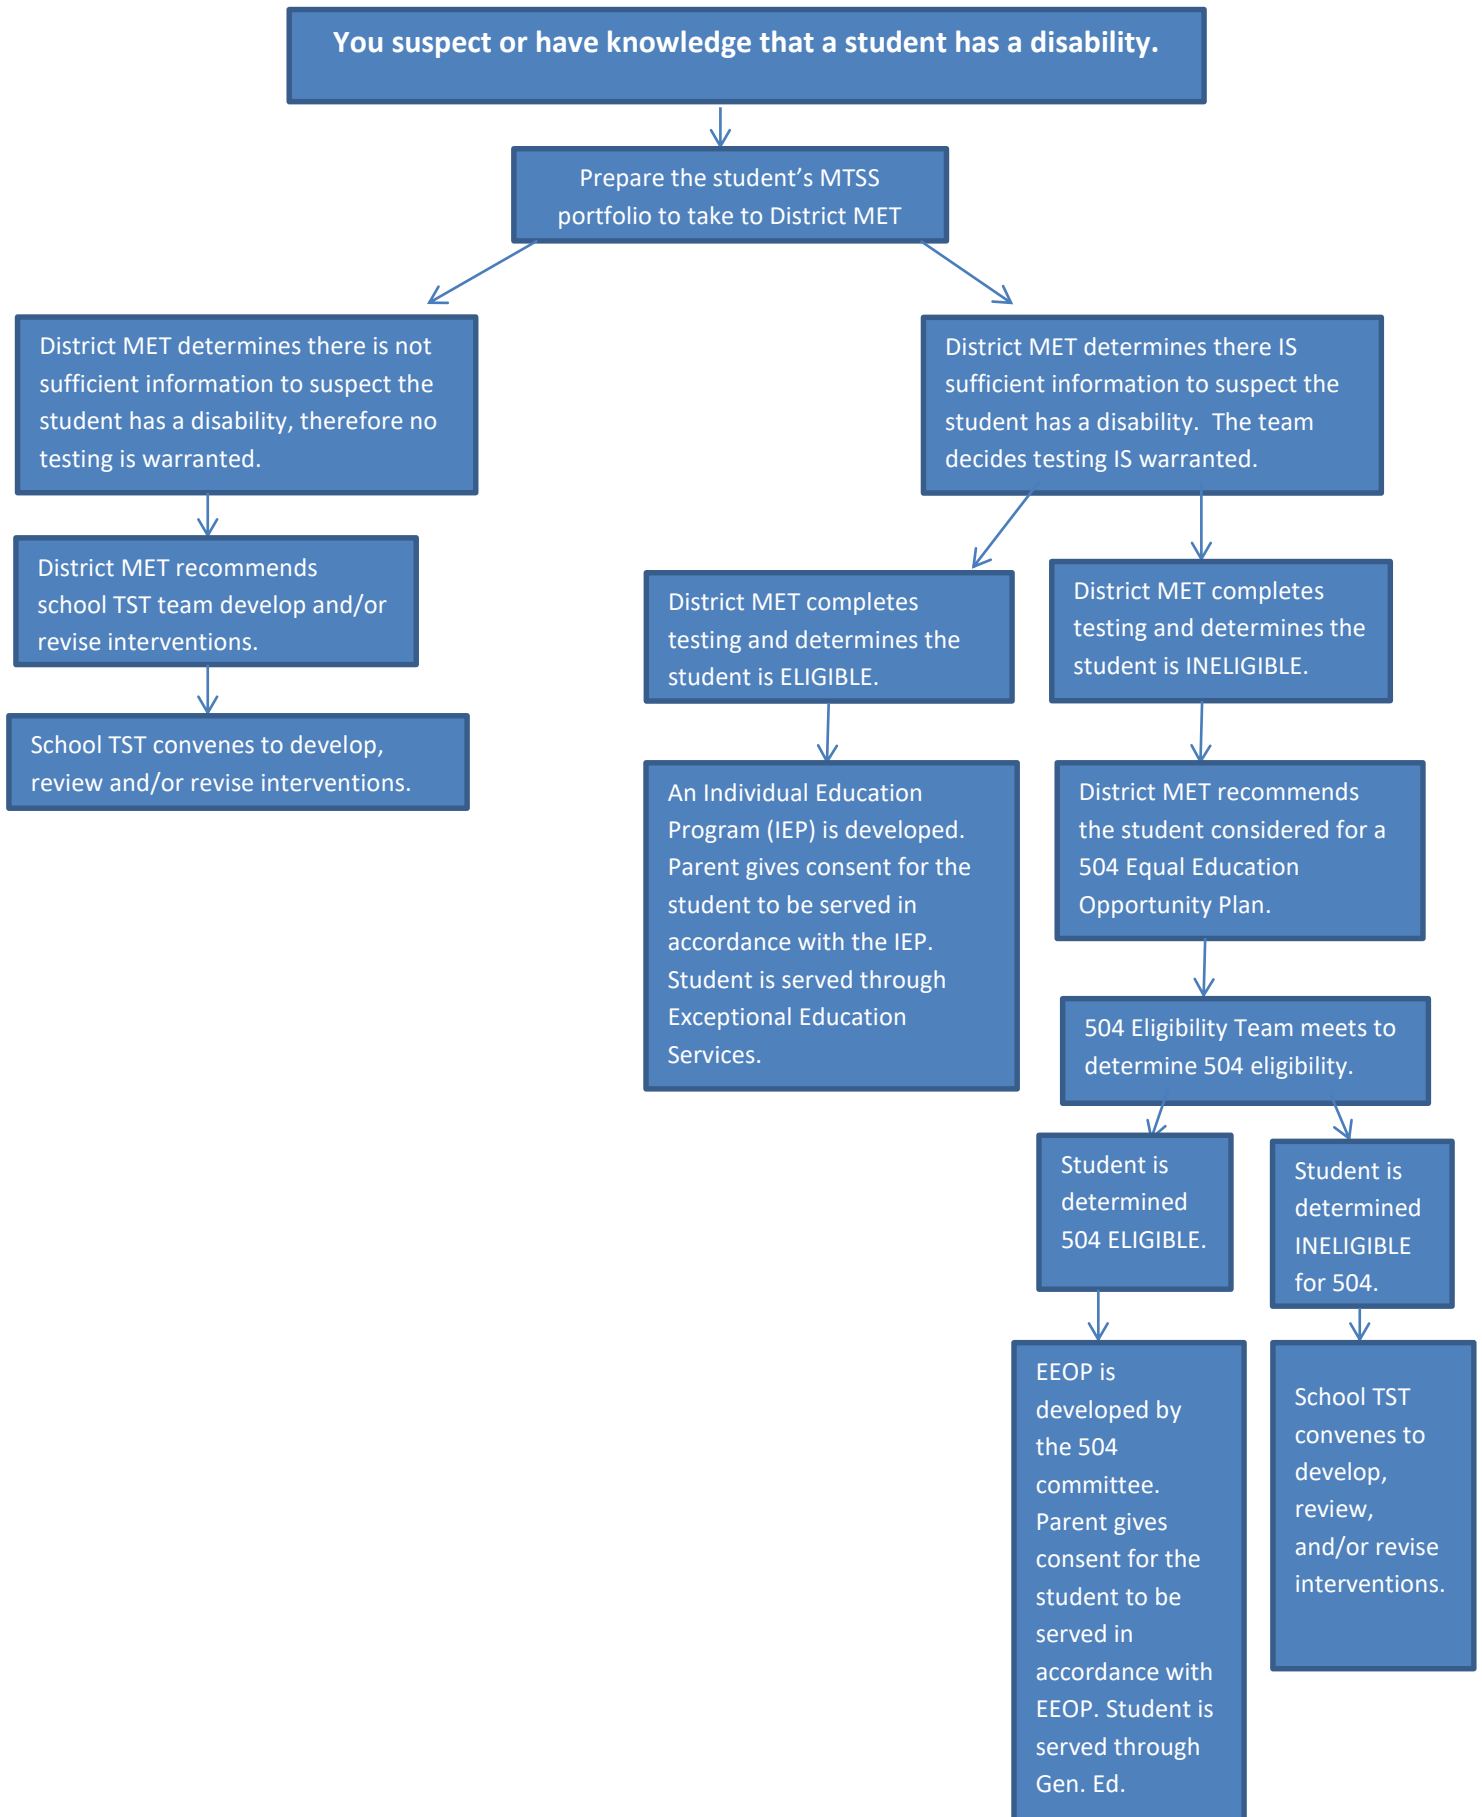 You suspect or have knowledge that a student has a disability.
Prepare the student’s MTSS
portfolio to take to District MET
District MET determines there is not
sufficient information to suspect the
student has a disability, therefore no
testing is warranted.
District MET determines there IS
sufficient information to suspect the
student has a disability.  The team
decides testing IS warranted.
District MET recommends
school TST team develop and/or
revise interventions.
School TST convenes to develop,
review and/or revise interventions.
District MET completes
testing and determines the
student is ELIGIBLE.
District MET completes
testing and determines the
student is INELIGIBLE.
An Individual Education
Program (IEP) is developed.
Parent gives consent for the
student to be served in
accordance with the IEP.
Student is served through
Exceptional Education
Services.
District MET recommends
the student considered for a
504 Equal Education
Opportunity Plan.
504 Eligibility Team meets to
determine 504 eligibility.
Student is
determined
504 ELIGIBLE.
Student is
determined
INELIGIBLE
for 504.
EEOP is
developed by
the 504
committee.
Parent gives
consent for the
student to be
served in
accordance with
EEOP. Student is
served through
Gen. Ed.
School TST
convenes to
develop,
review,
and/or revise
interventions.